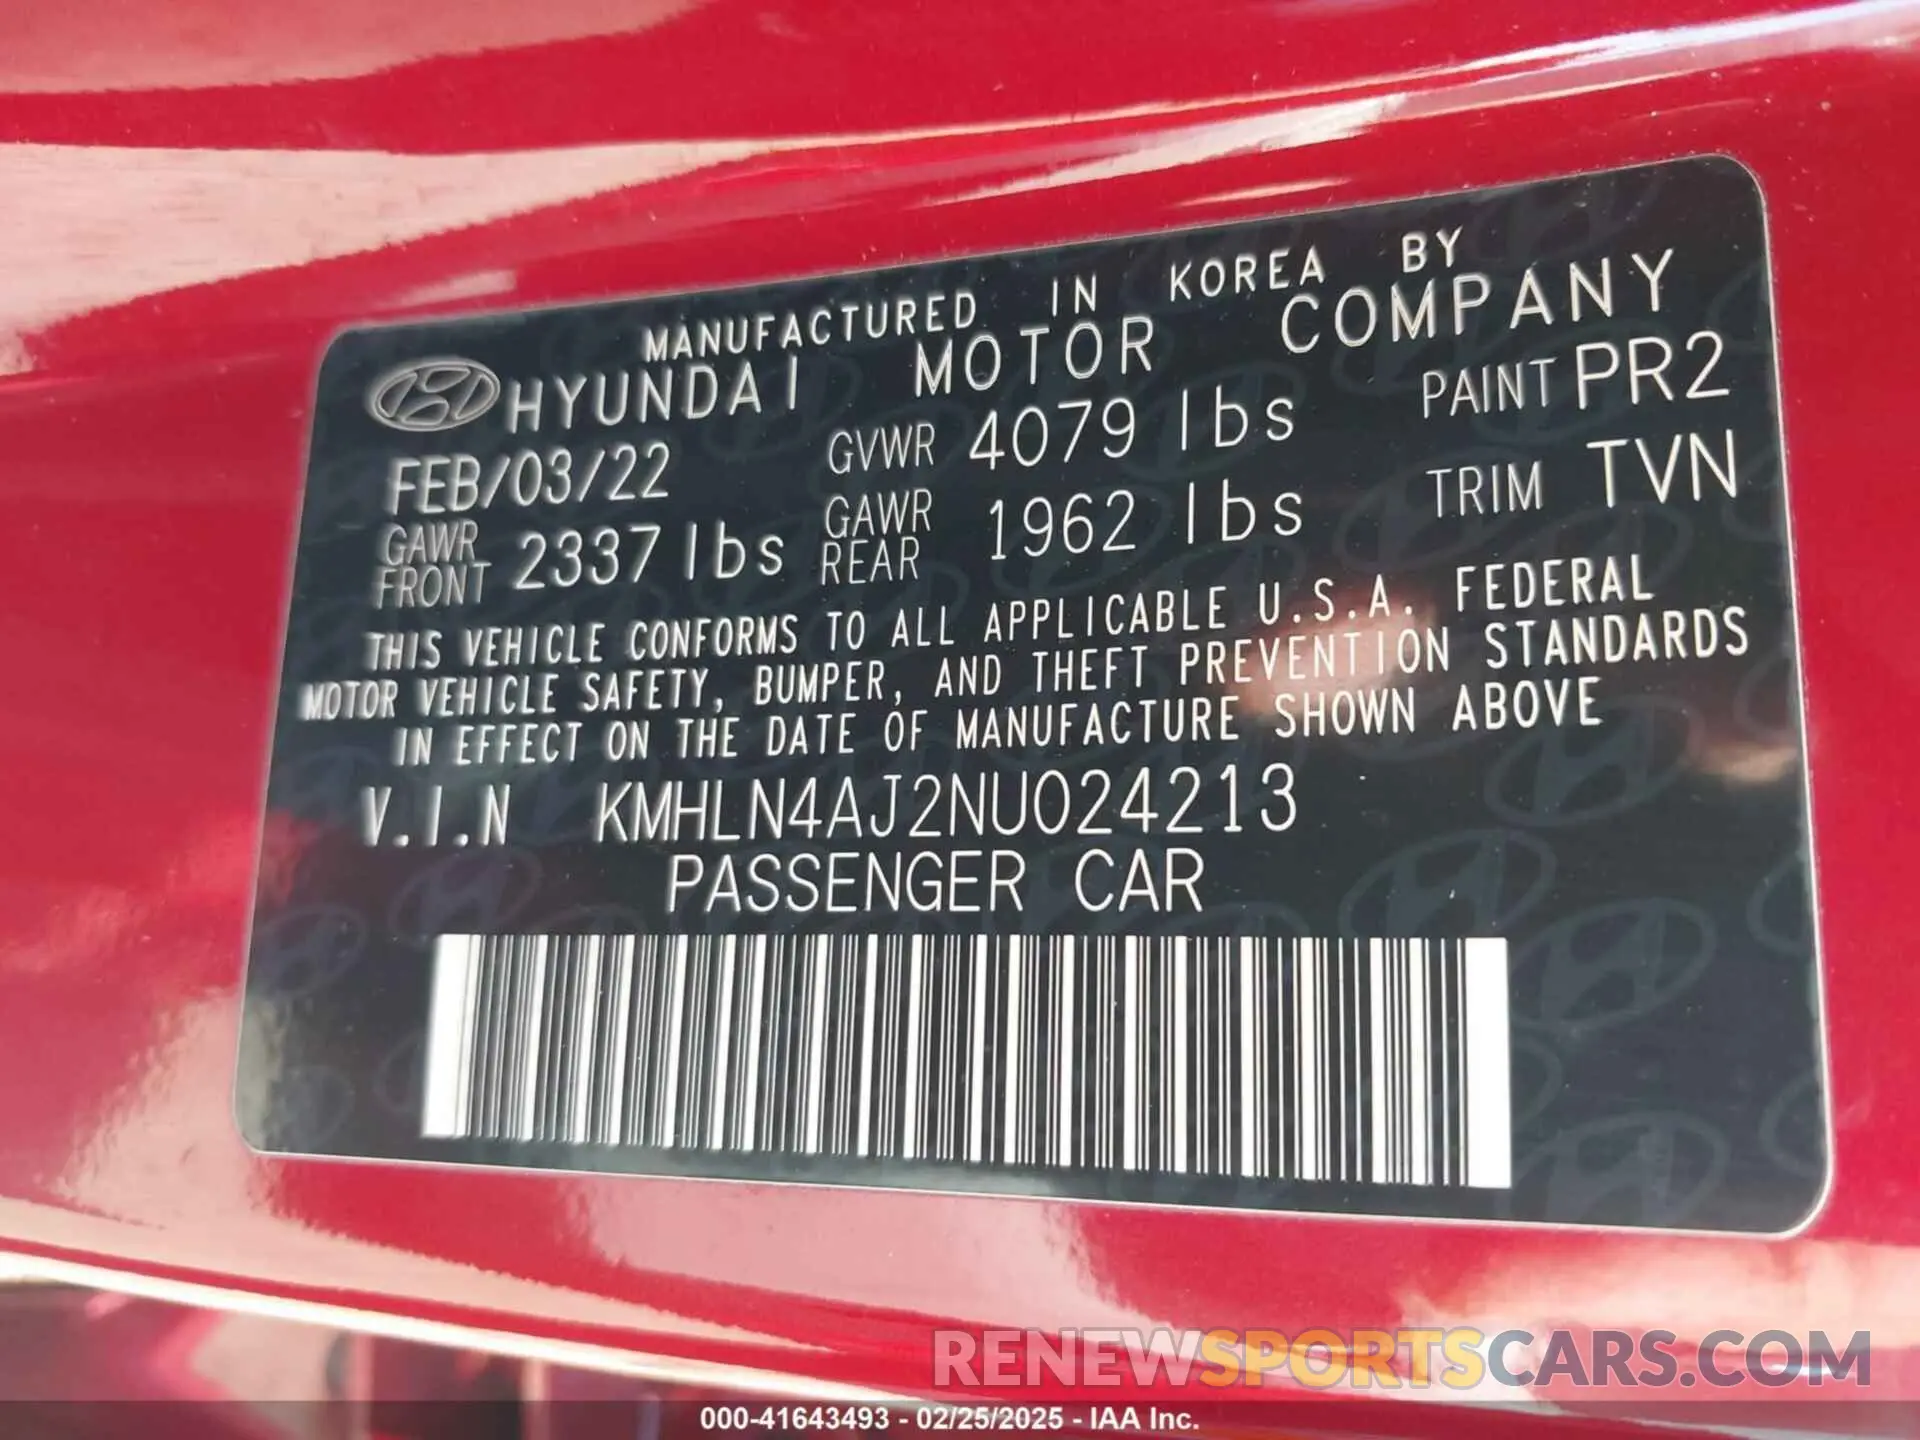 MANUFACTURED IN KOREA BY
HYUNDAI MOTOR COMPANY
FEB/03/22 GVWR 4079 lbs PAINT PR2
GAWR FRONT 2337 lbs GAWR REAR 1962 lbs TRIM TVN
THIS VEHICLE CONFORMS TO ALL APPLICABLE U.S.A. FEDERAL
MOTOR VEHICLE SAFETY, BUMPER, AND THEFT PREVENTION STANDARDS
IN EFFECT ON THE DATE OF MANUFACTURE SHOWN ABOVE
V.I.N KMHLN4AJ2NU024213
PASSENGER CAR
RENEWSPORTSCARS.COM
000-41643493 - 02/25/2025 - IAA Inc.